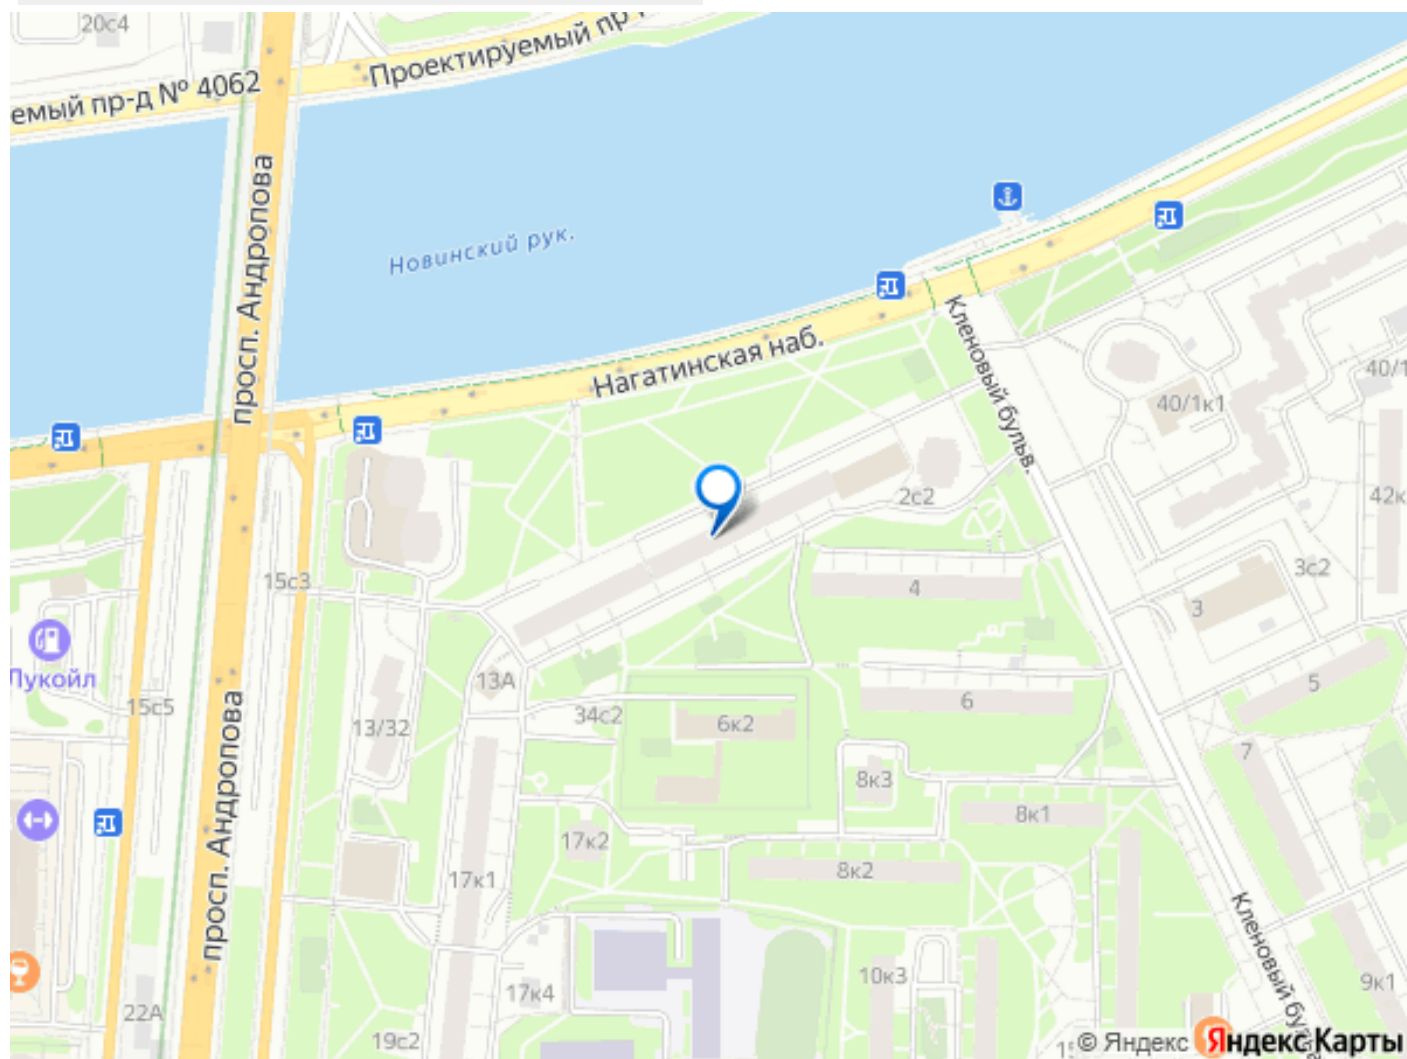 20с4
Проектируемый пр
емый пр-д № 4062
просп. Андропова
Новинский рук.
Нагатинская наб.
Кленовый бульв.
40/1
40/1к1
42к
2с2
3с2
15с3
4
3
Лукойл
13А
5
15с5
34с2
6
13/32
6к2
7
просп. Андропова
8к3
8к1
17к2
8к2
17к1
Кленовый буль
10к3
9к1
17к4
22А
19с2
© Яндекс Яндекс Карты